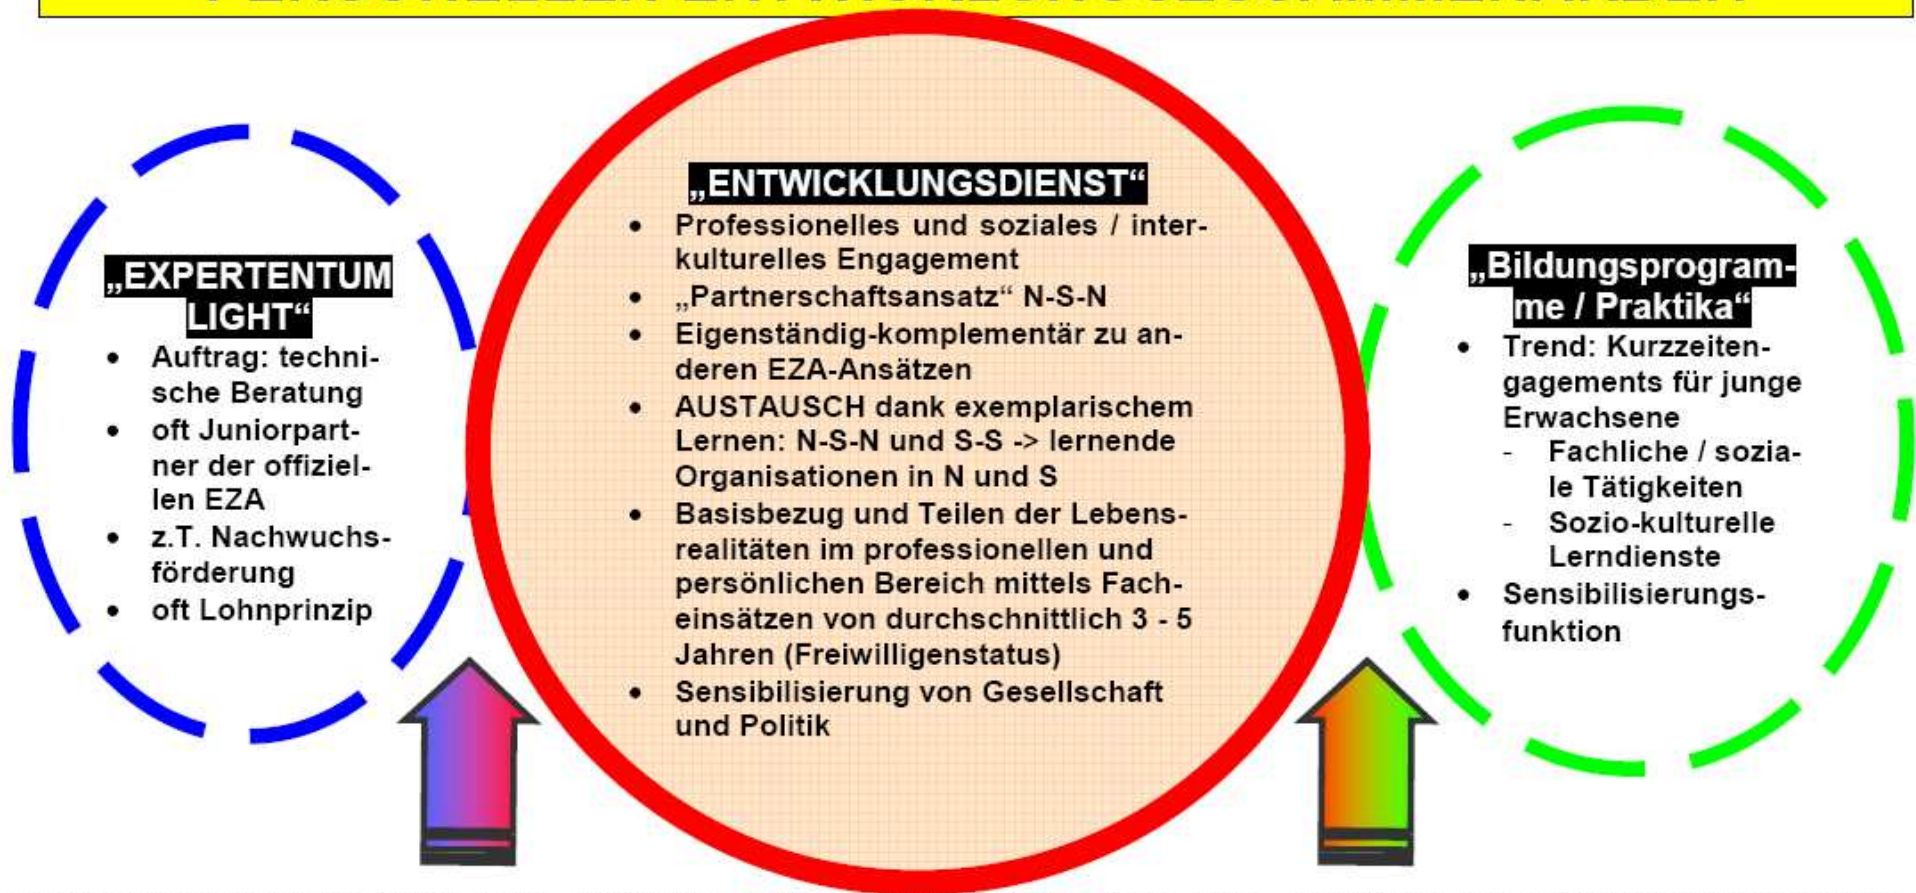 „EXPERTENTUM
LIGHT“
• Auftrag: techni-
sche Beratung
• oft Juniorpart-
ner der offiziel-
len EZA
• z.T. Nachwuchs-
förderung
• oft Lohnprinzip
„ENTWICKLUNGSDIENST“
• Professionelles und soziales / inter-
kulturelles Engagement
• „Partnerschaftsansatz“ N-S-N
• Eigenständig-komplementär zu an-
deren EZA-Ansätzen
• AUSTAUSCH dank exemplarischem
Lernen: N-S-N und S-S -> lernende
Organisationen in N und S
• Basisbezug und Teilen der Lebens-
realitäten im professionellen und
persönlichen Bereich mittels Fach-
einsätzen von durchschnittlich 3 - 5
Jahren (Freiwilligenstatus)
• Sensibilisierung von Gesellschaft
und Politik
„Bildungsprogram-
me / Praktika“
• Trend: Kurzzeiten-
gagements für junge
Erwachsene
- Fachliche / sozia-
le Tätigkeiten
- Sozio-kulturelle
Lerndienste
• Sensibilisierungs-
funktion